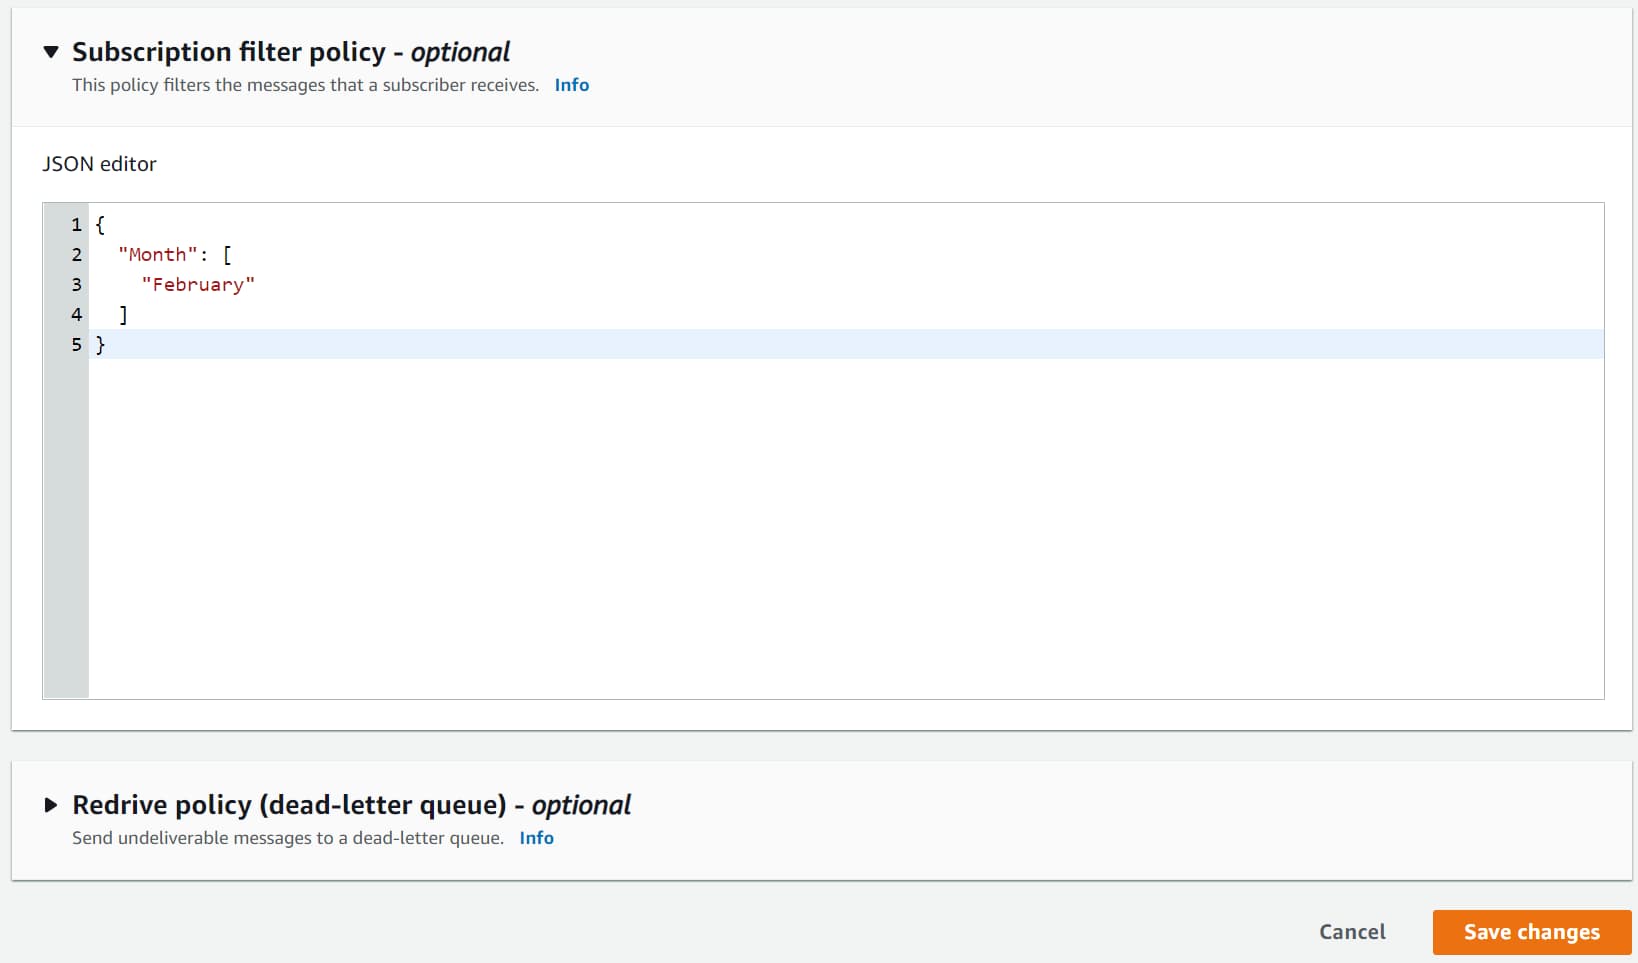 Subscription filter policy - optional
This policy filters the messages that a subscriber receives. Info
JSON editor
1 {
2 "Month": [
3 "February"
4 ]
5 }
Redrive policy (dead-letter queue) - optional
Send undeliverable messages to a dead-letter queue. Info
Cancel Save changes